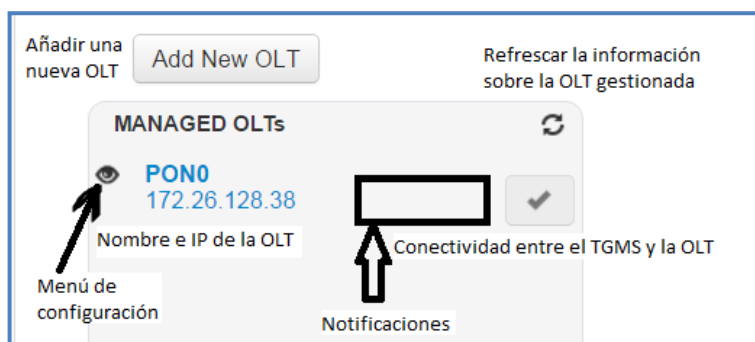 Añadir una
nueva OLT
Add New OLT
Refrescar la información
sobre la OLT gestionada
MANAGED OLTs
PON0
172.26.128.38
Nombre e IP de la OLT
Conectividad entre el TGMS y la OLT
Menú de
configuración
Notificaciones